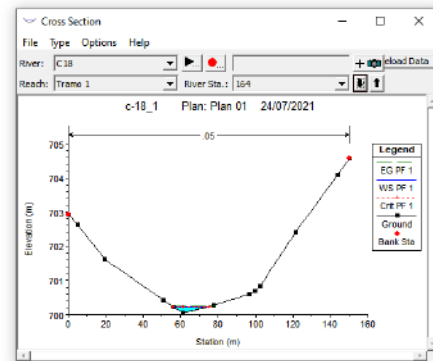 Cross Section
File Type Options Help
River: C 18
+ eload Data
Reach: Tramo 1 River Sta.: 164
c-18_1 Plan: Plan 01 24/07/2021
.05
705
704
703
702
701
700
0 20 40 60 80 100 120 140 160
Elevation (m)
Station (m)
Legend
EG PF 1
WS PF 1
Crit PF 1
Ground
Bank Sta